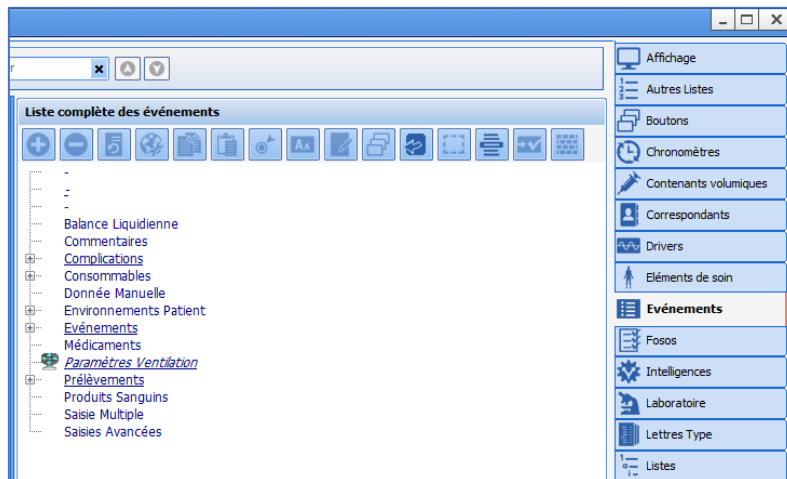 r
Liste complète des événements
-
-
-
Balance Liquidienne
Commentaires
Complications
Consommables
Donnée Manuelle
Environnements Patient
Evénements
Médicaments
Paramètres Ventilation
Prélèvements
Produits Sanguins
Saisie Multiple
Saisies Avancées
Affichage
Autres Listes
Boutons
Chronomètres
Contenants volumiques
Correspondants
Drivers
Eléments de soin
Evénements
Fosos
Intelligences
Laboratoire
Lettres Type
Listes